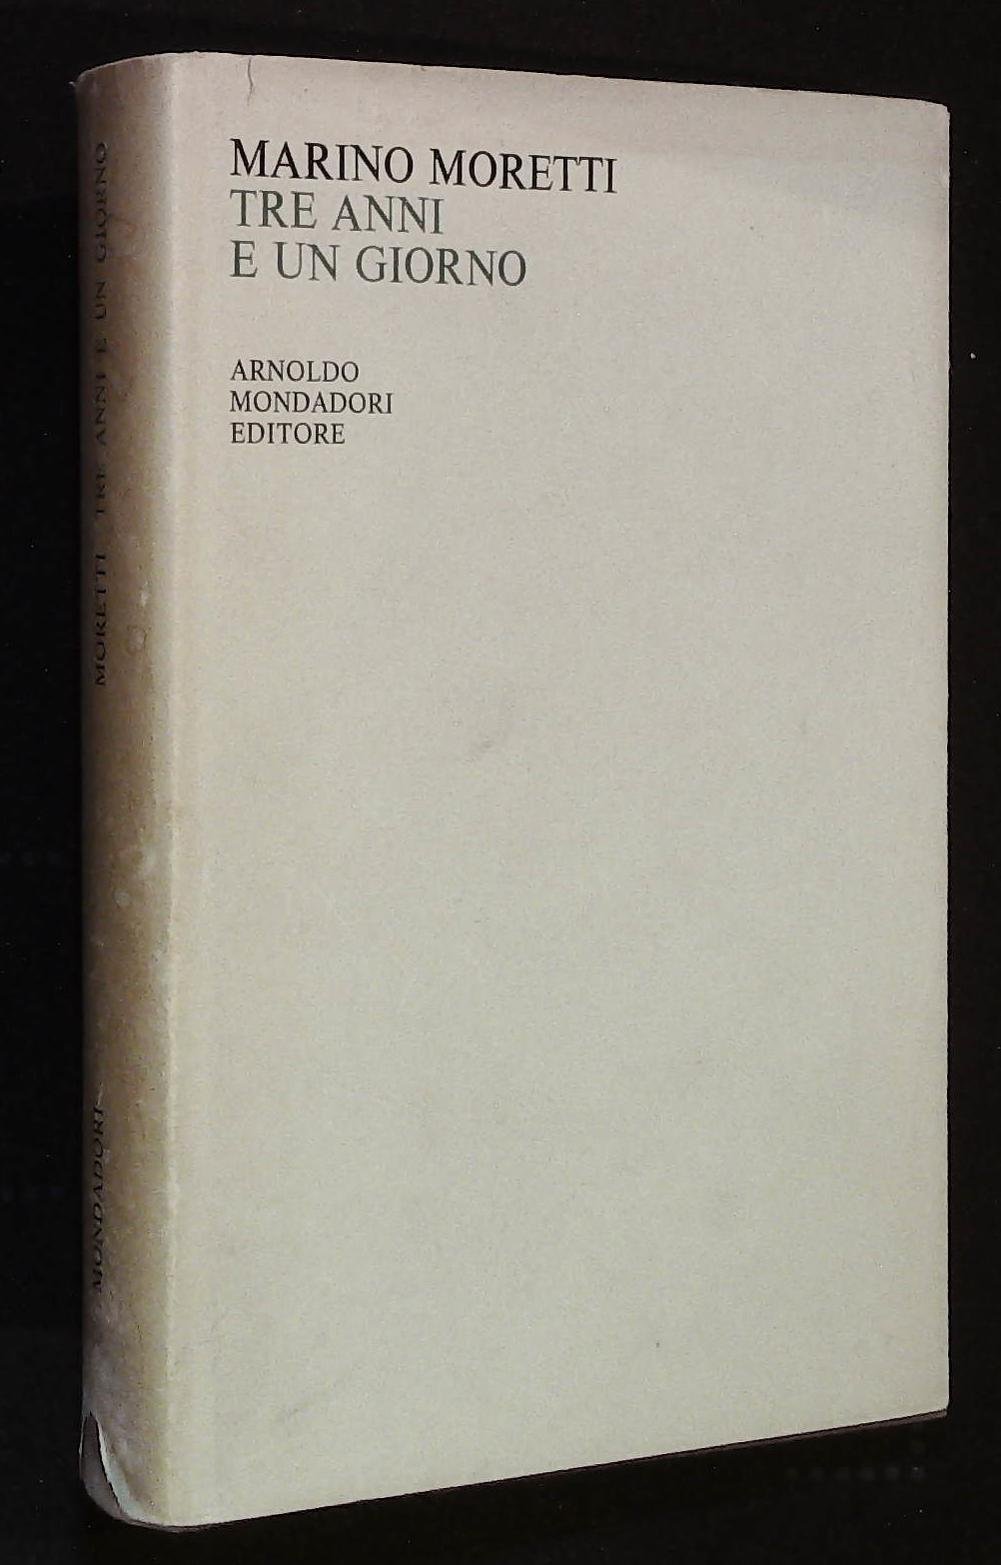 MARINO MORETTI
TRE ANNI
E UN GIORNO
ARNOLDO
MONDADORI
EDITORE
MORETTI TRE ANNI E UN GIORNO
MONDADORI